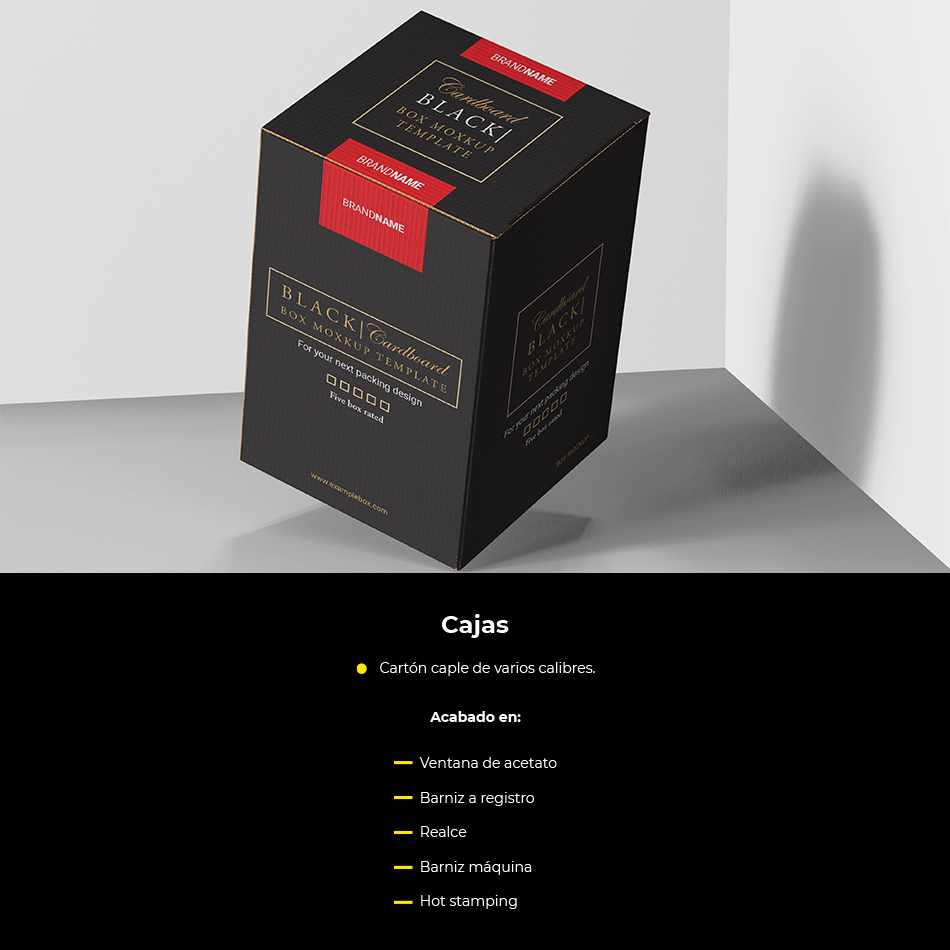 BRANDNAME
Cardboard
BLACK|
BOX MOXKUP
TEMPLATE
BRANDNAME
BRANDNAME
BLACK|Cardboard
BOX MOXKUP TEMPLATE
For your next packing design
Five box rated
www.examplebox.com
Cardboard
BLACK|
BOX MOXKUP
TEMPLATE
For your next packing design
Five box rated
BOX MOCKUP
Cajas
Cartón caple de varios calibres.
Acabado en:
Ventana de acetato
Barniz a registro
Realce
Barniz máquina
Hot stamping